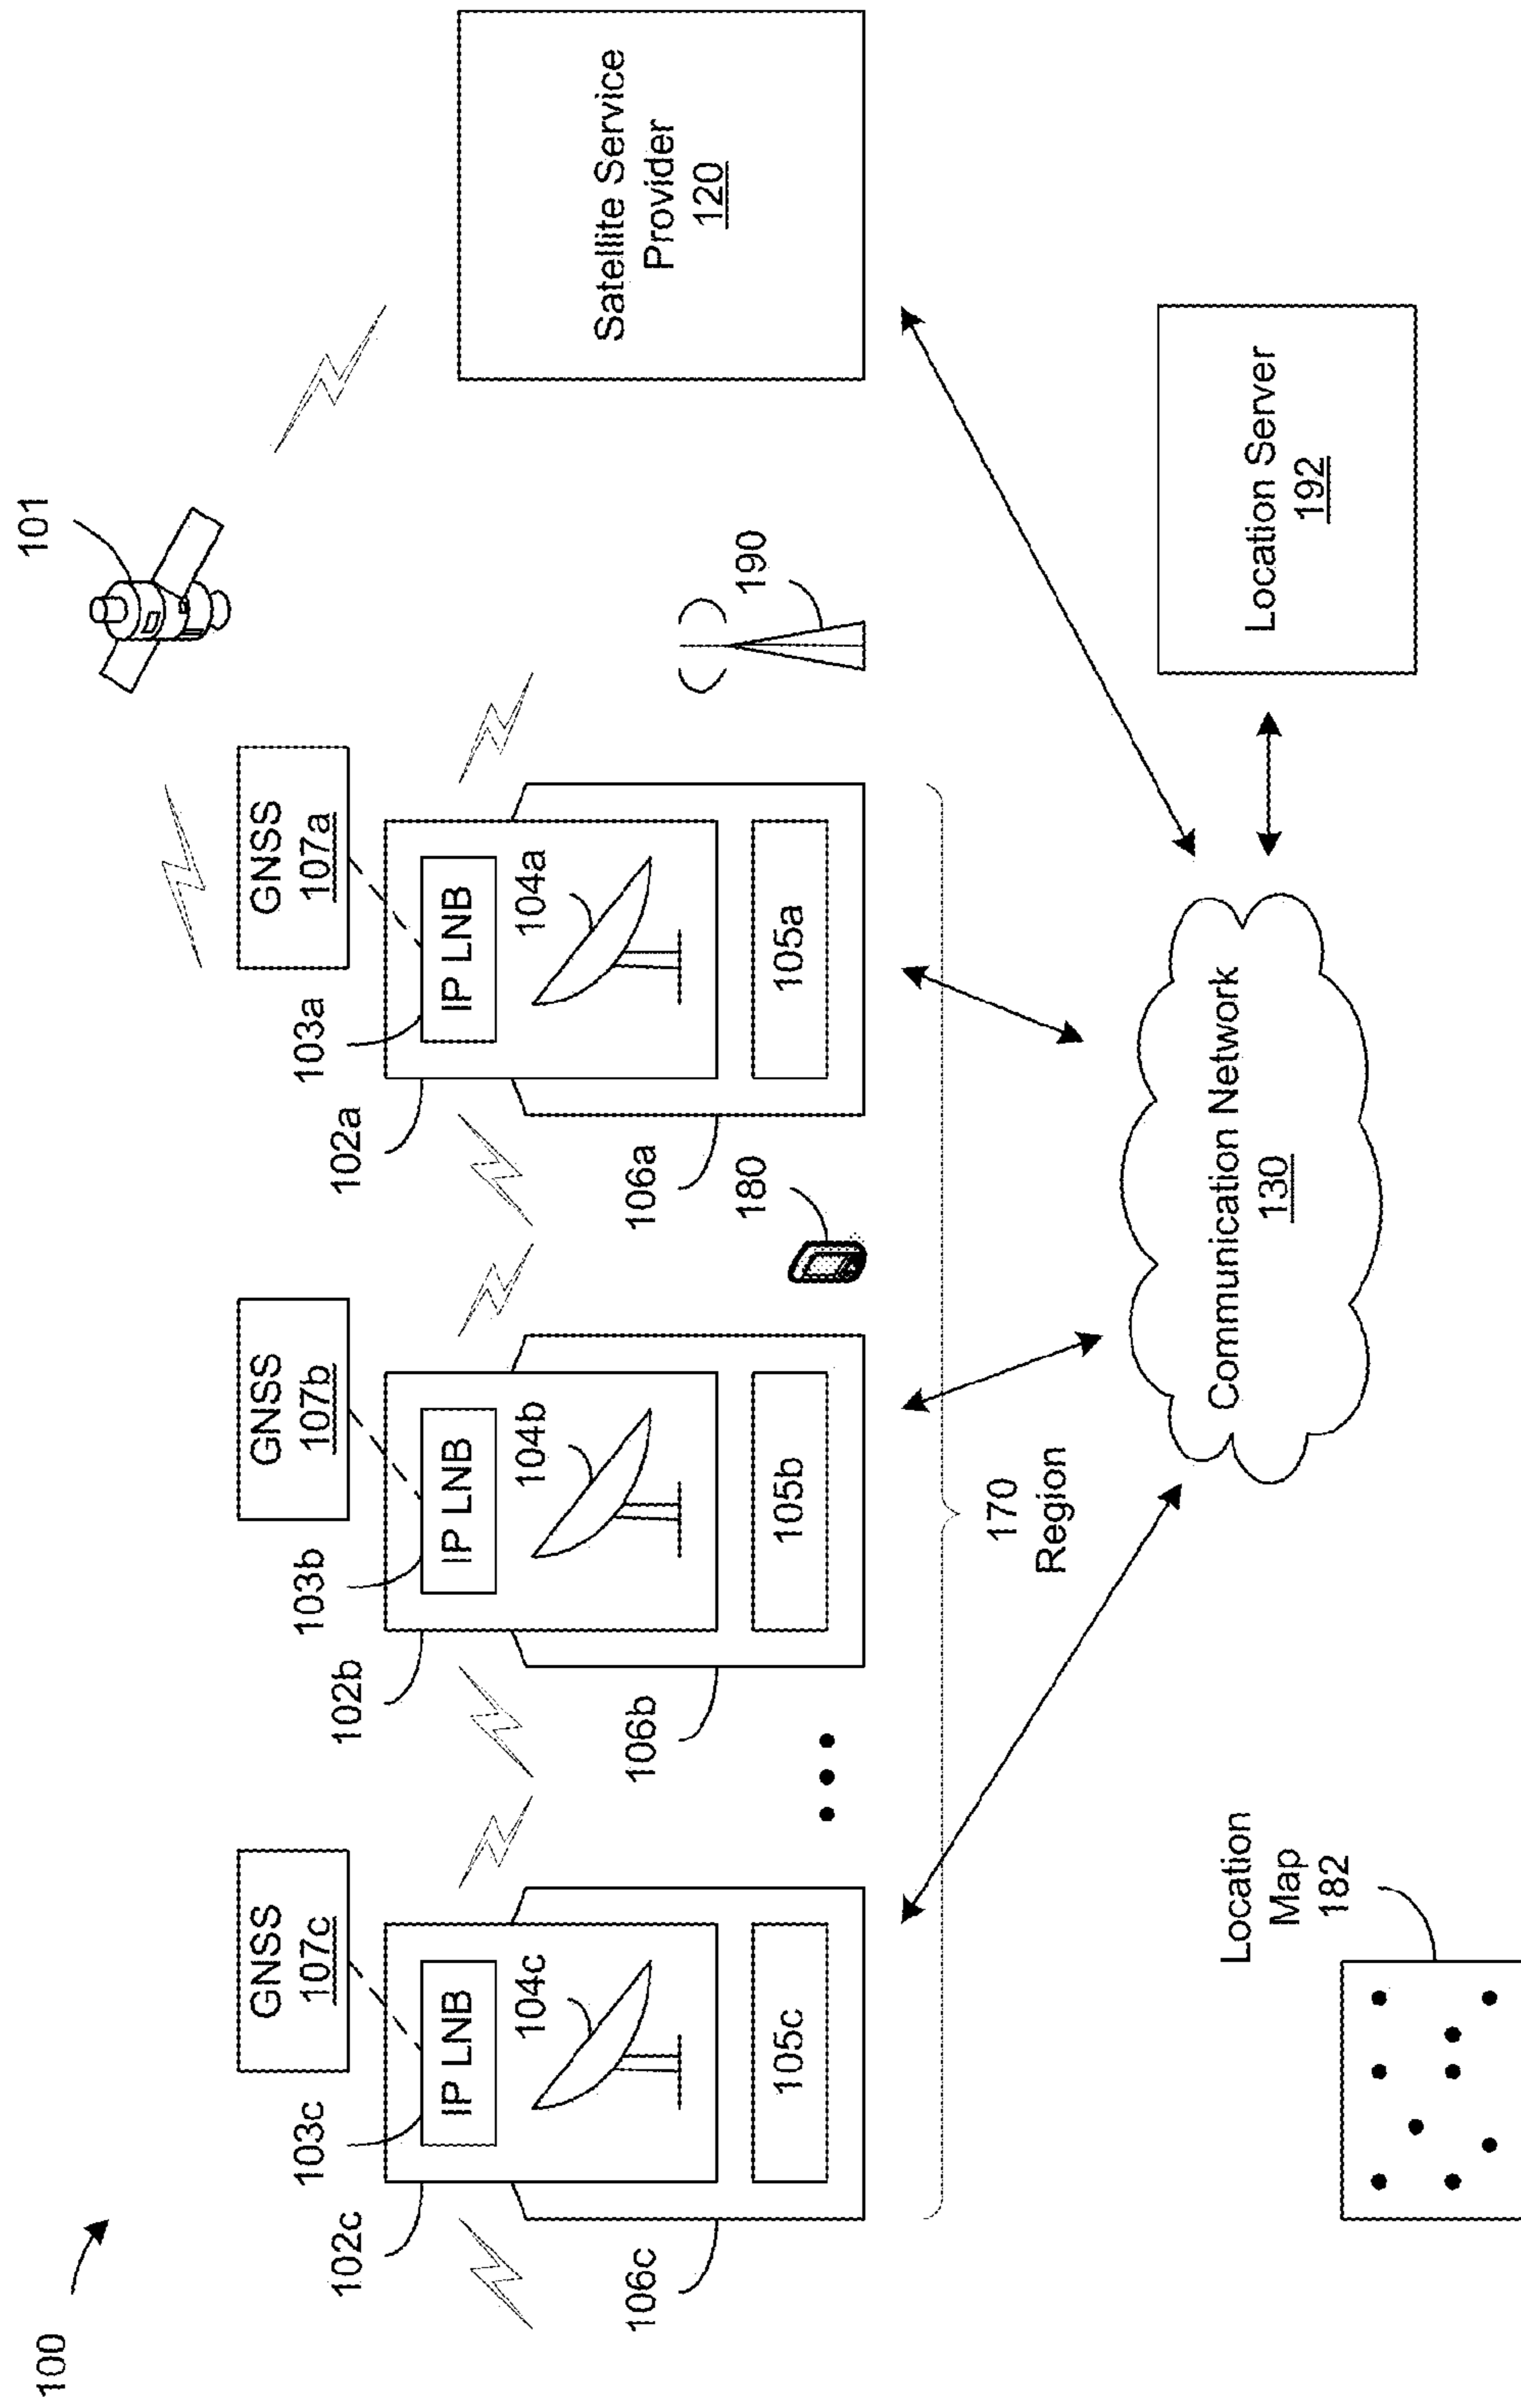 100
101
GNSS
107c
GNSS
107b
GNSS
107a
103c
103b
103a
102c
102b
102a
IP LNB
IP LNB
IP LNB
104c
104b
104a
105c
105b
105a
106c
106b
106a
180
190
Satellite Service
Provider
120
170
Region
Communication Network
130
Location Server
192
Location
Map
182